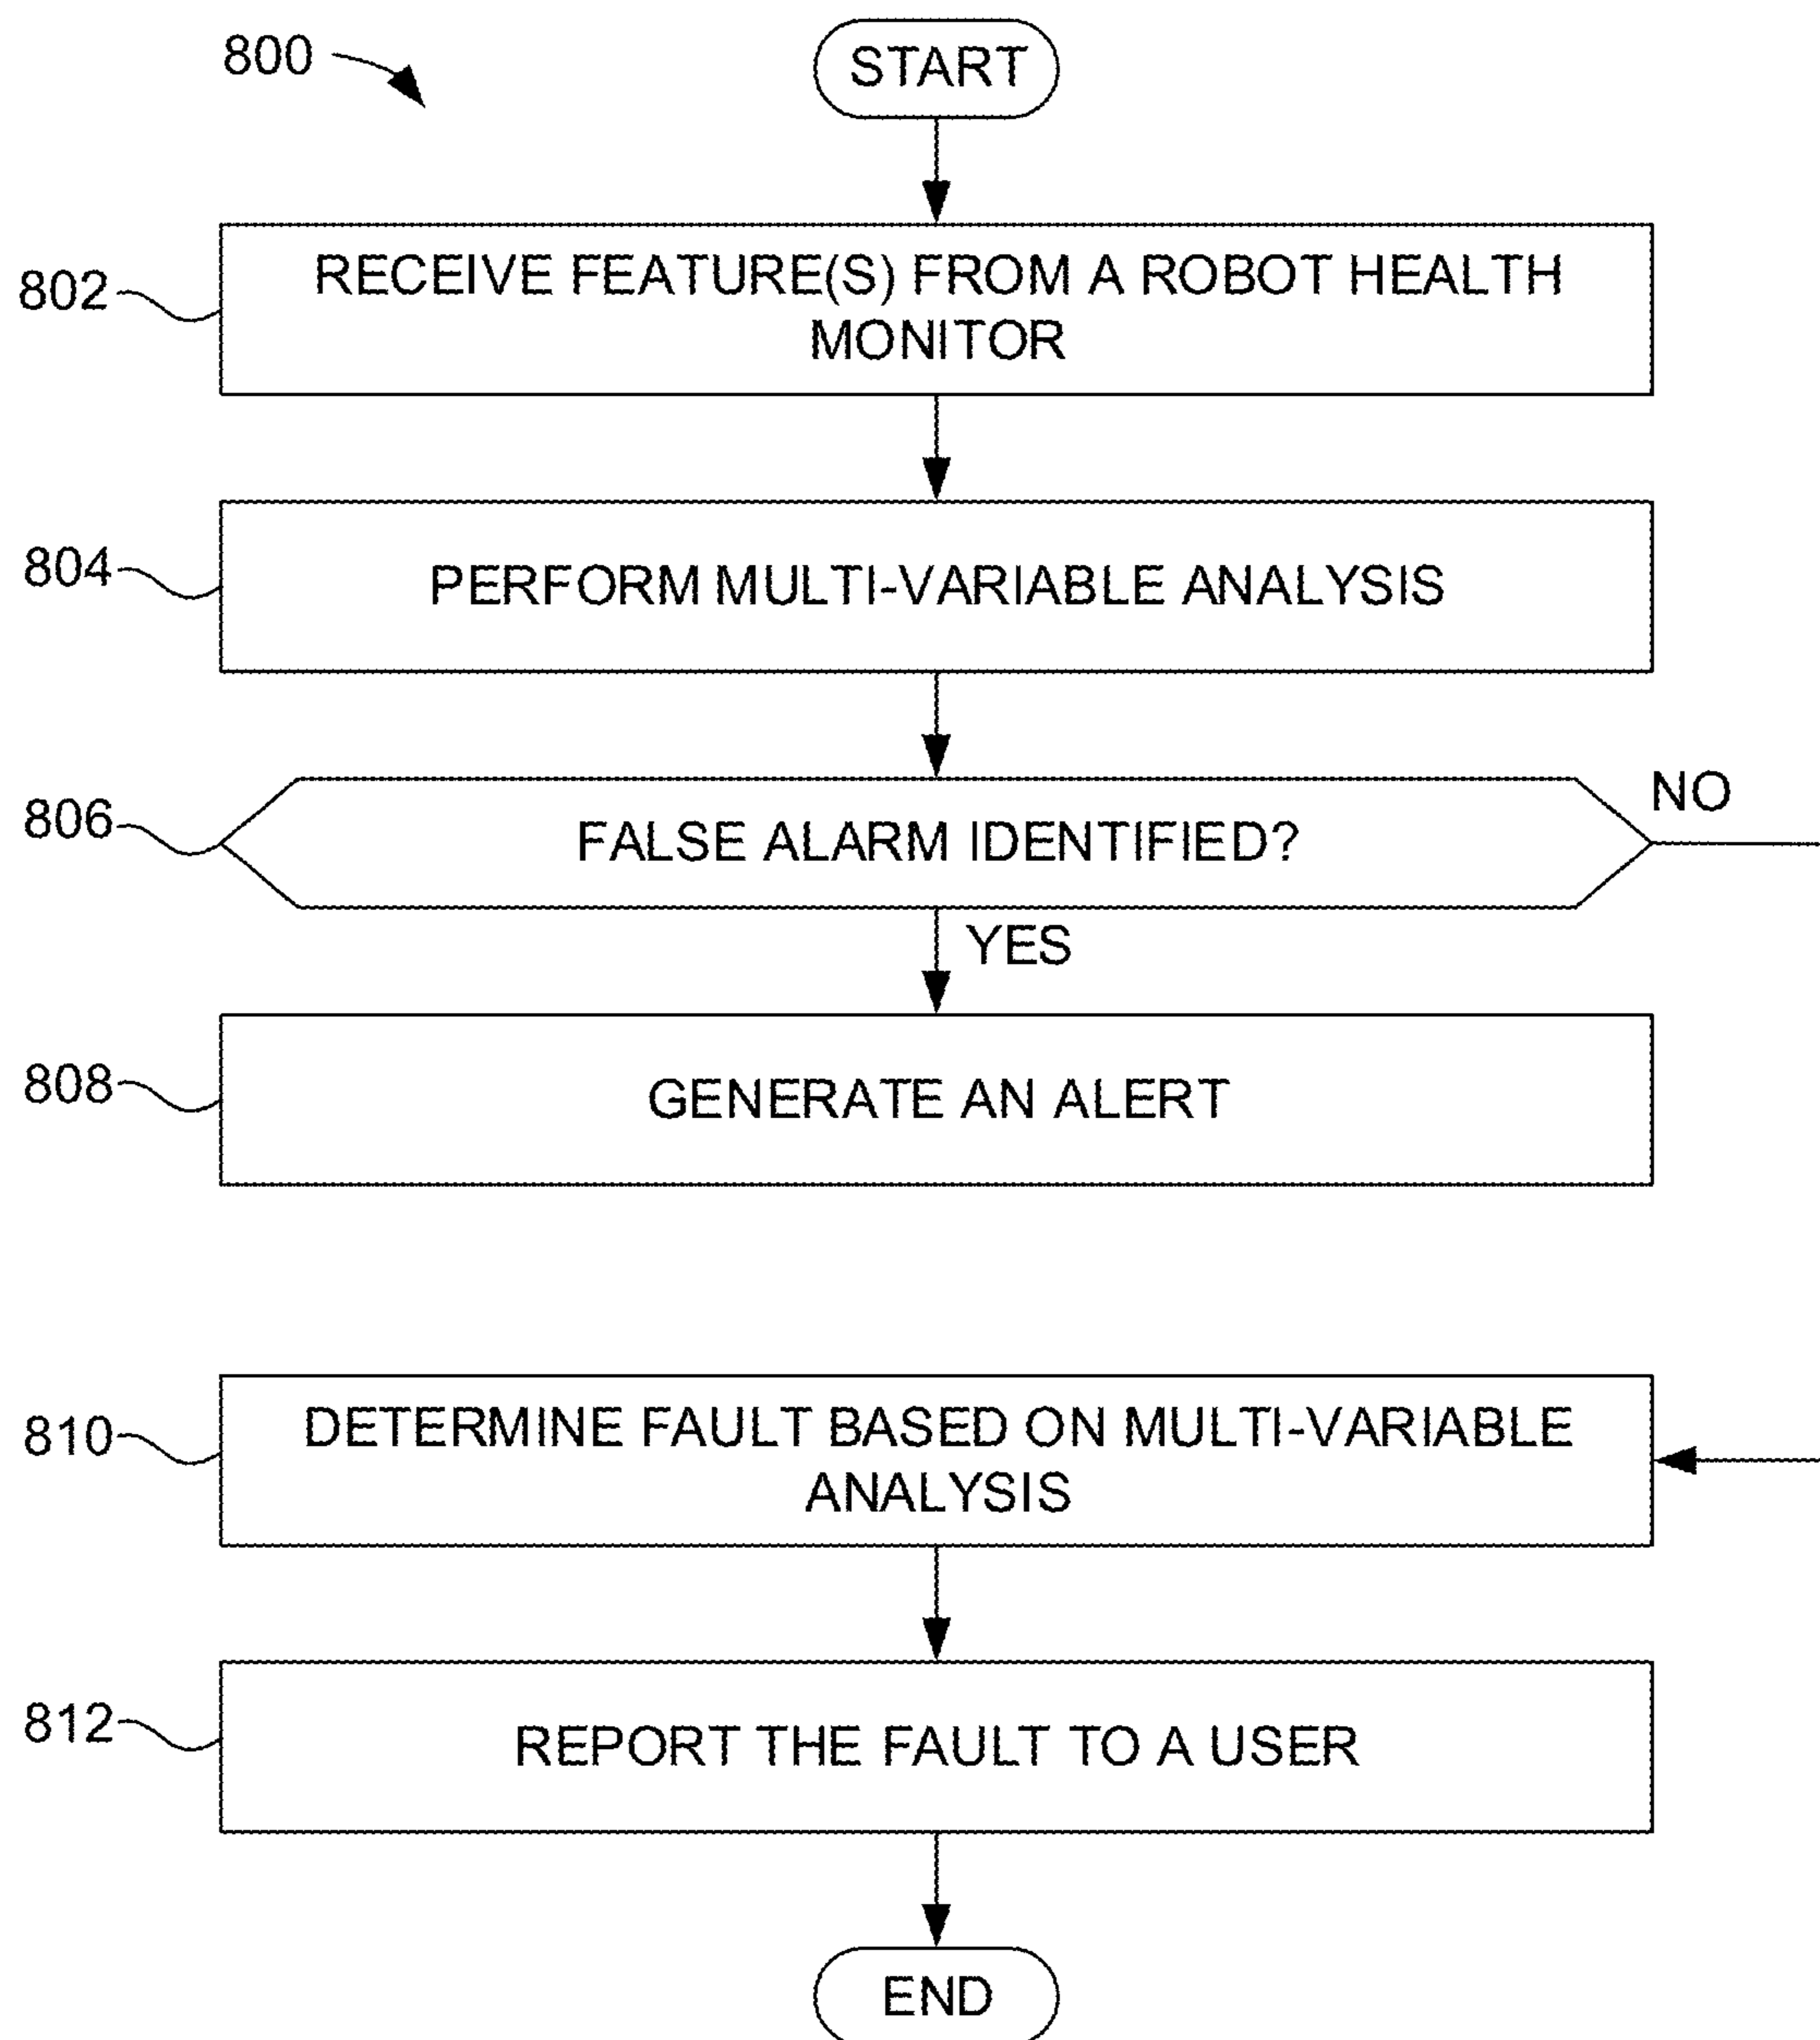 800
START
802
RECEIVE FEATURE(S) FROM A ROBOT HEALTH
MONITOR
804
PERFORM MULTI-VARIABLE ANALYSIS
806
FALSE ALARM IDENTIFIED?
NO
YES
808
GENERATE AN ALERT
810
DETERMINE FAULT BASED ON MULTI-VARIABLE
ANALYSIS
812
REPORT THE FAULT TO A USER
END